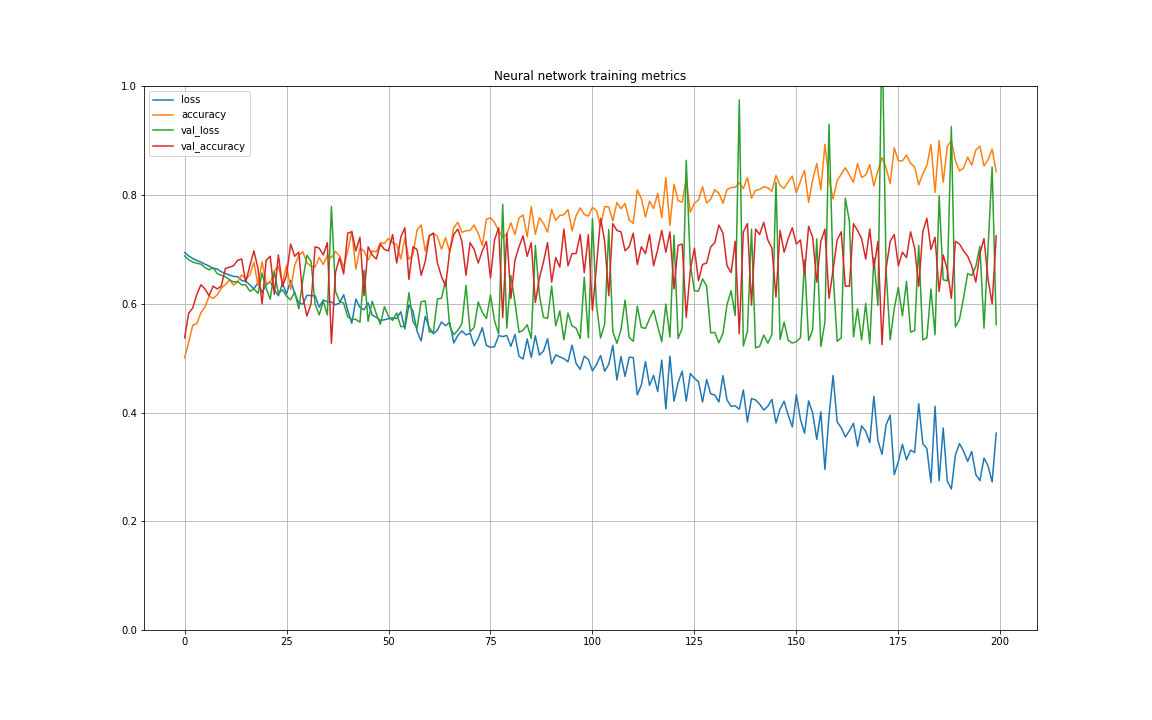 Neural network training metrics
1.0
loss
accuracy
val_loss
val_accuracy
0.8
0.6
0.4
0.2
0.0
0 25 50 75 100 125 150 175 200